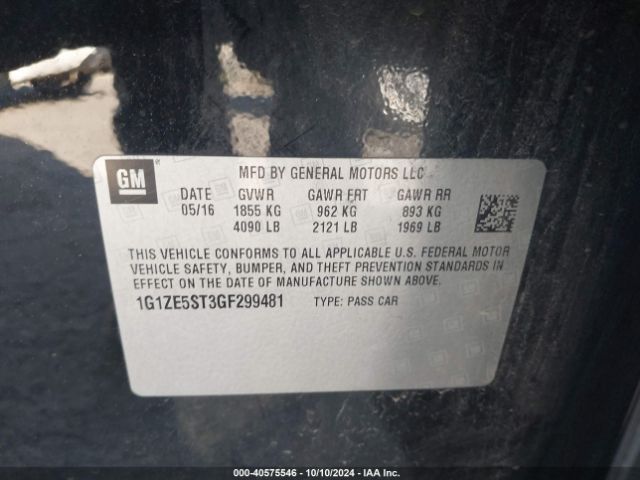 GM
MFD BY GENERAL MOTORS LLC
DATE GVWR GAWR FRT GAWR RR
05/16 1855 KG 962 KG 893 KG
4090 LB 2121 LB 1969 LB
THIS VEHICLE CONFORMS TO ALL APPLICABLE U.S. FEDERAL MOTOR
VEHICLE SAFETY, BUMPER, AND THEFT PREVENTION STANDARDS IN
EFFECT ON THE DATE OF MANUFACTURE SHOWN ABOVE.
1G1ZE5ST3GF299481 TYPE: PASS CAR
000-40575546 - 10/10/2024 - IAA Inc.